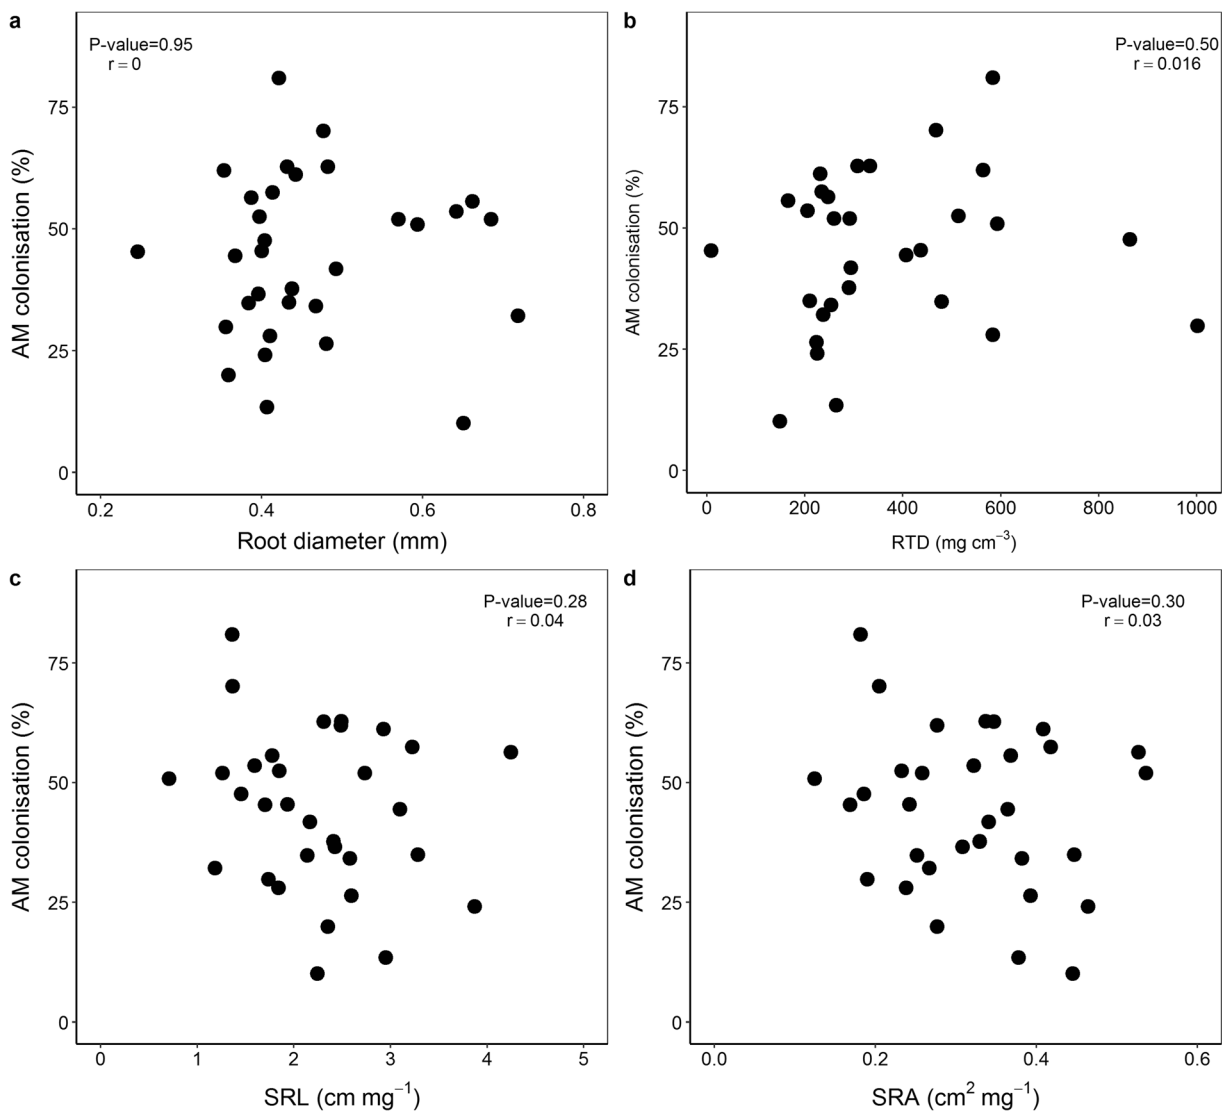 a
P-value=0.95
r = 0
AM colonisation (%)
75
50
25
0
0.2 0.4 0.6 0.8
Root diameter (mm)
b
P-value=0.50
r = 0.016
AM colonisation (%)
75
50
25
0
0 200 400 600 800 1000
RTD (mg cm⁻³)
c
P-value=0.28
r = 0.04
AM colonisation (%)
75
50
25
0
0 1 2 3 4 5
SRL (cm mg⁻¹)
d
P-value=0.30
r = 0.03
AM colonisation (%)
75
50
25
0
0.0 0.2 0.4 0.6
SRA (cm² mg⁻¹)